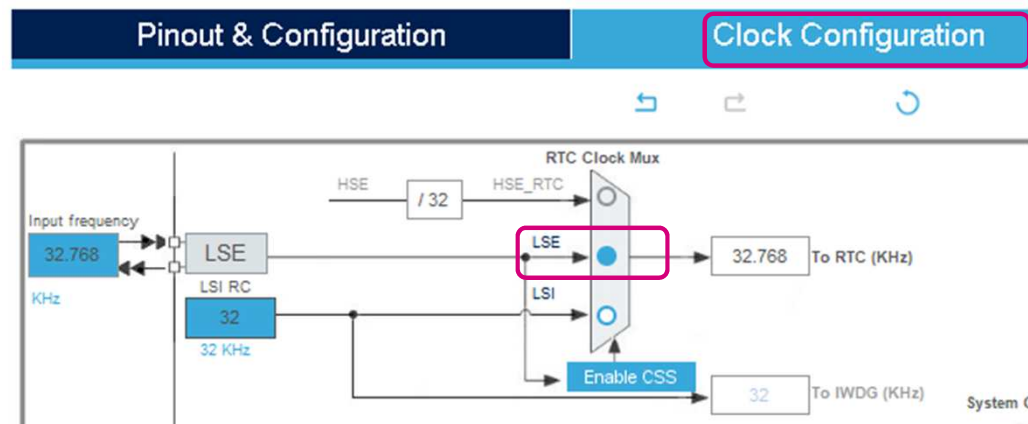 Pinout & Configuration
Clock Configuration
RTC Clock Mux
HSE
/ 32
HSE_RTC
Input frequency
32.768
KHz
LSE
LSE
32.768
To RTC (KHz)
LSI RC
32
32 KHz
LSI
Enable CSS
32
To IWDG (KHz)
System C